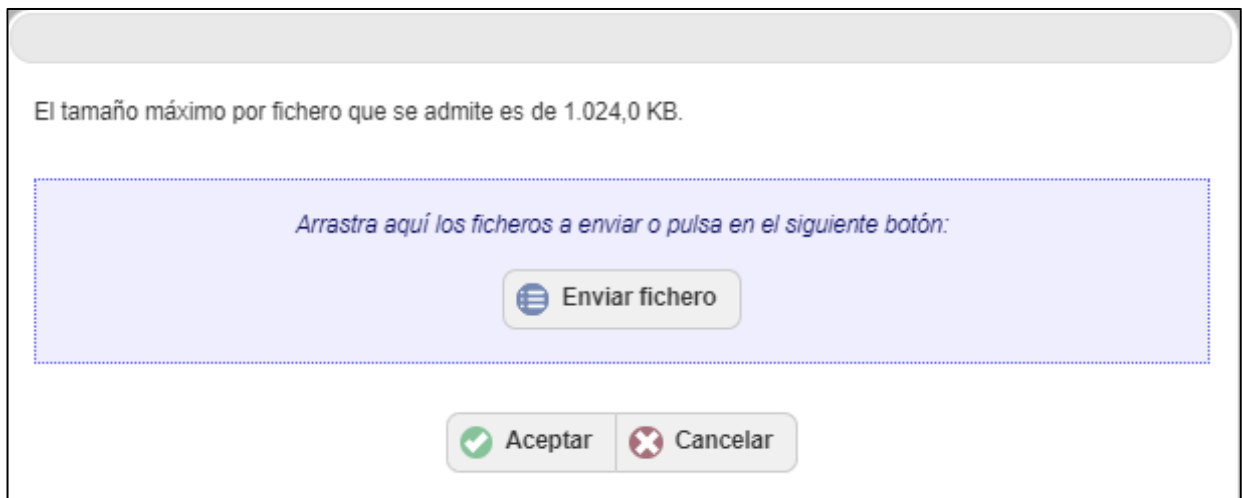 El tamaño máximo por fichero que se admite es de 1.024,0 KB.
Arrastra aquí los ficheros a enviar o pulsa en el siguiente botón:
Enviar fichero
Aceptar Cancelar